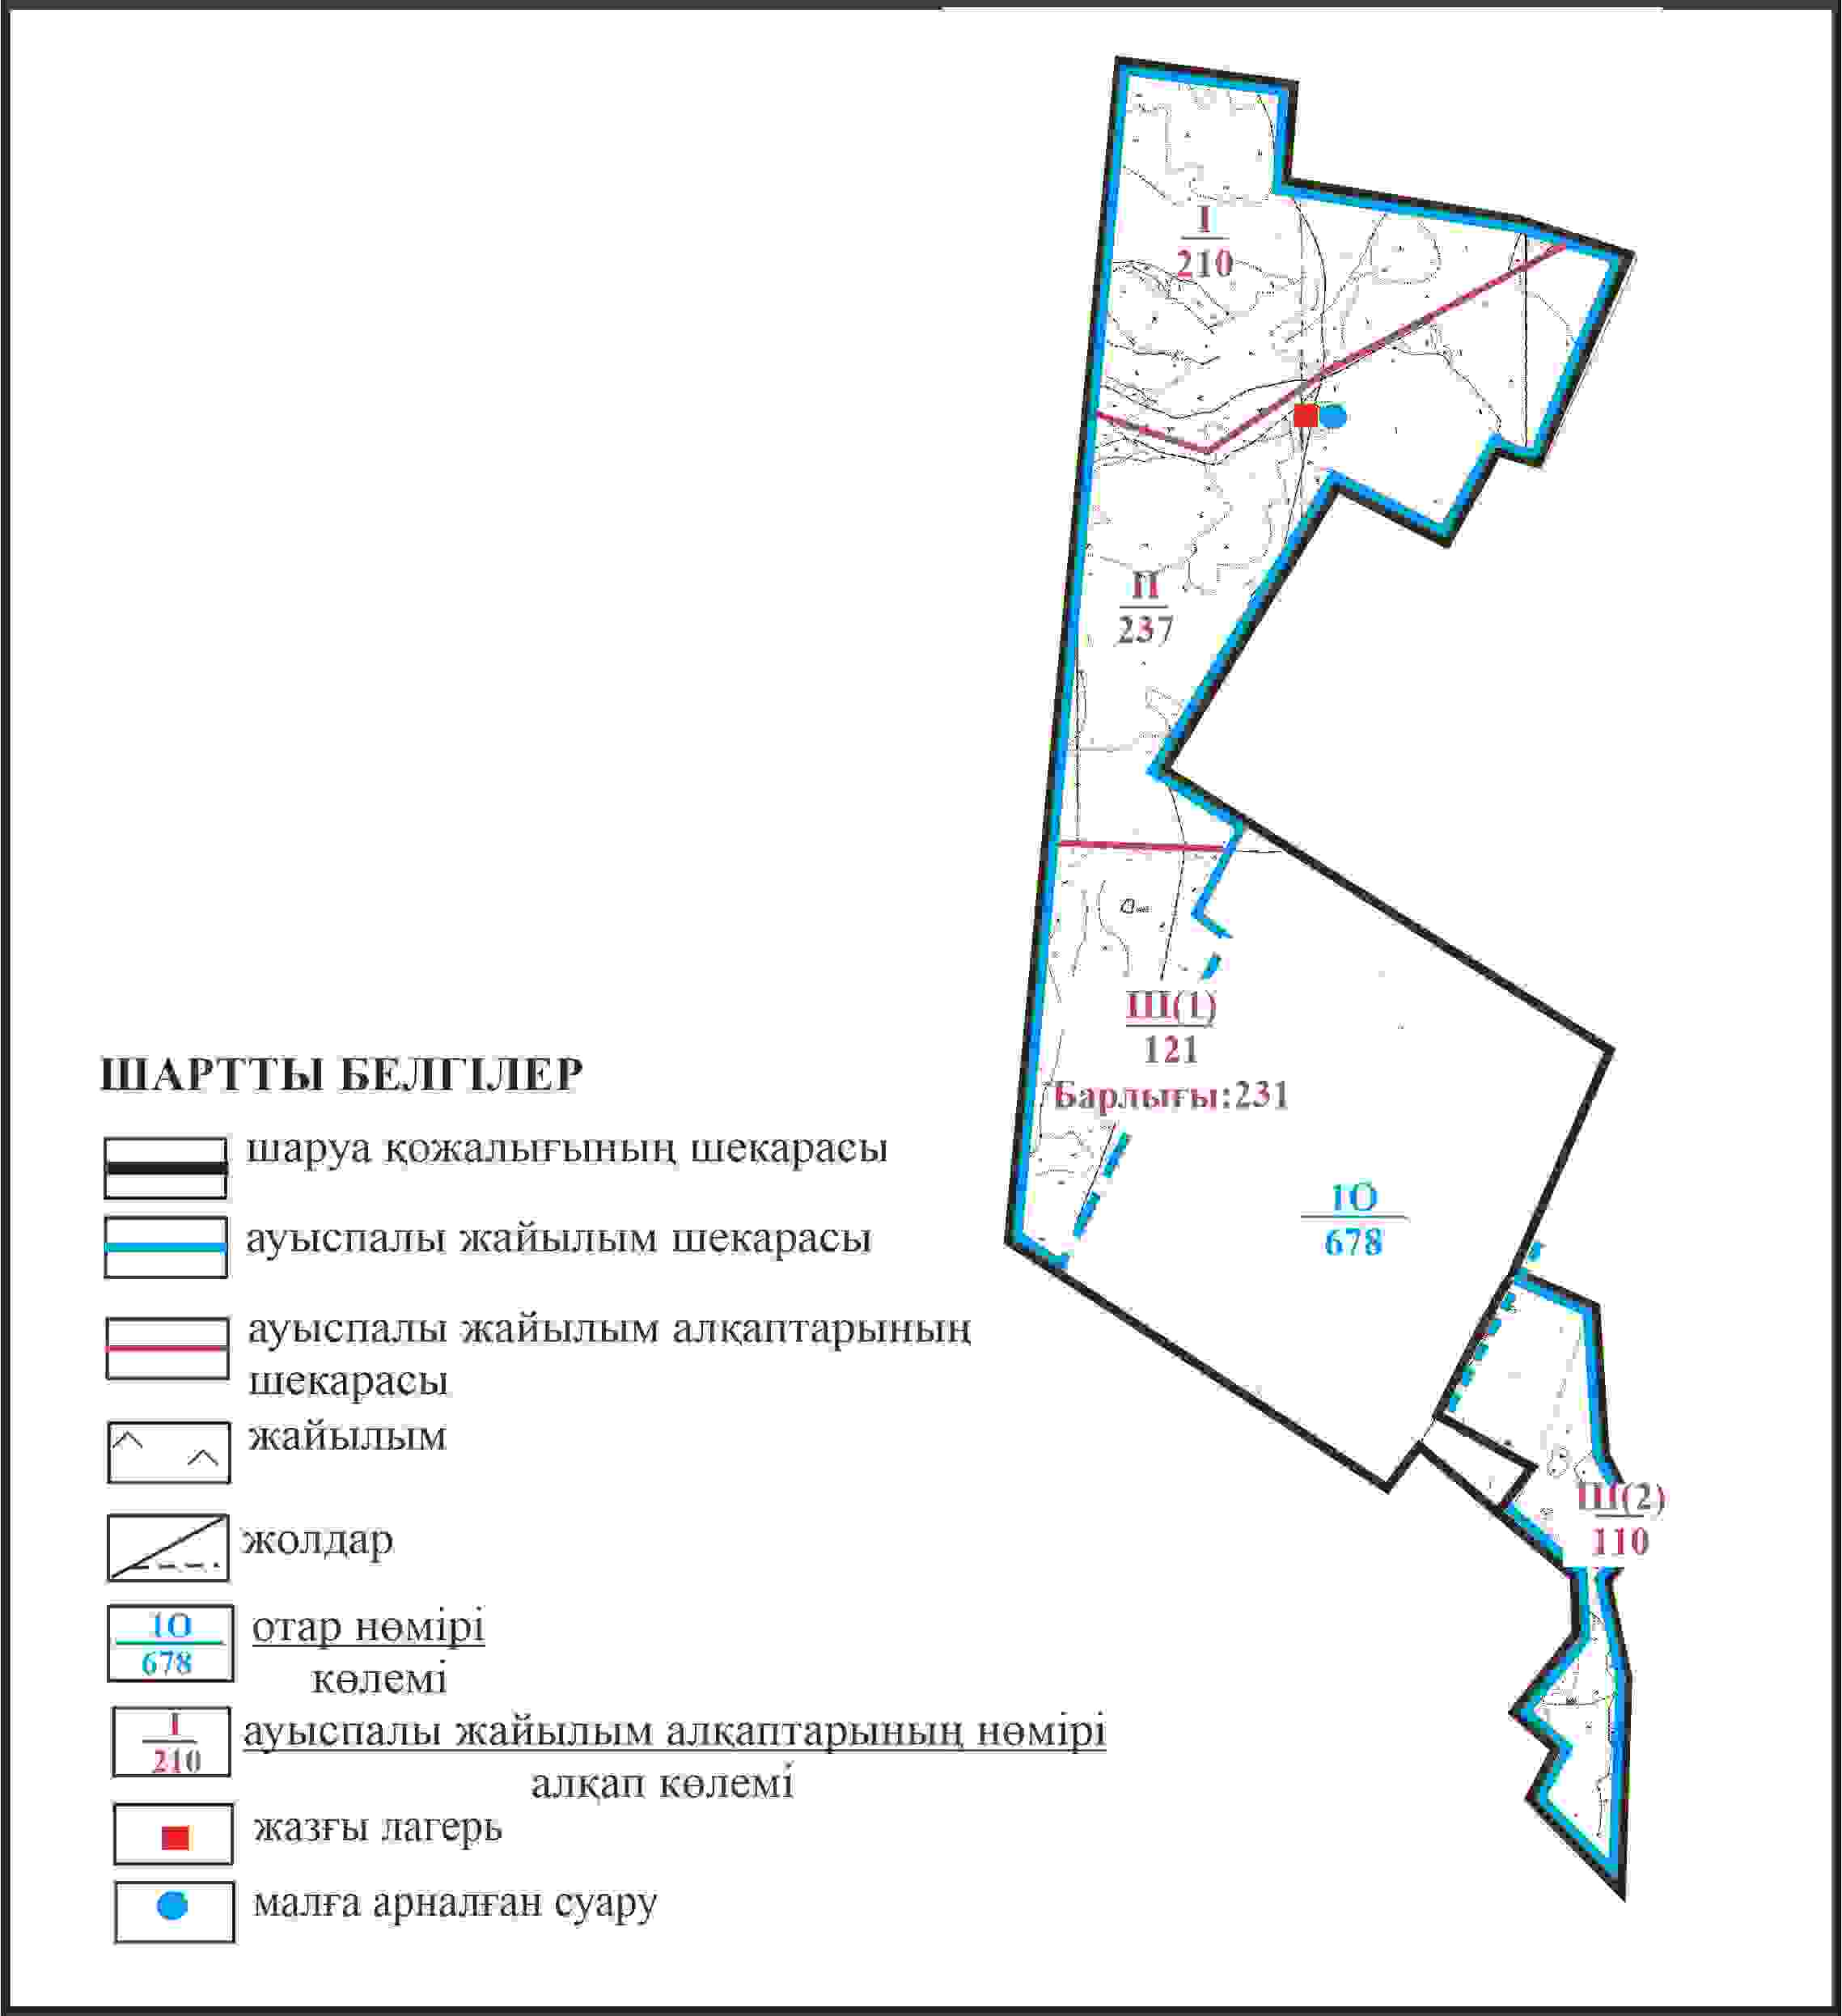 I
210
II
237
Ш(1)
121
Барлығы:231
1О
678
Ш(2)
110
ШАРТТЫ БЕЛГІЛЕР
шаруа қожалығының шекарасы
ауыспалы жайылым шекарасы
ауыспалы жайылым алқаптарының
шекарасы
жайылым
жолдар
1О
678
отар нөмірі
көлемі
I
210
ауыспалы жайылым алқаптарының нөмірі
алқап көлемі
жазғы лагерь
малға арналған суару